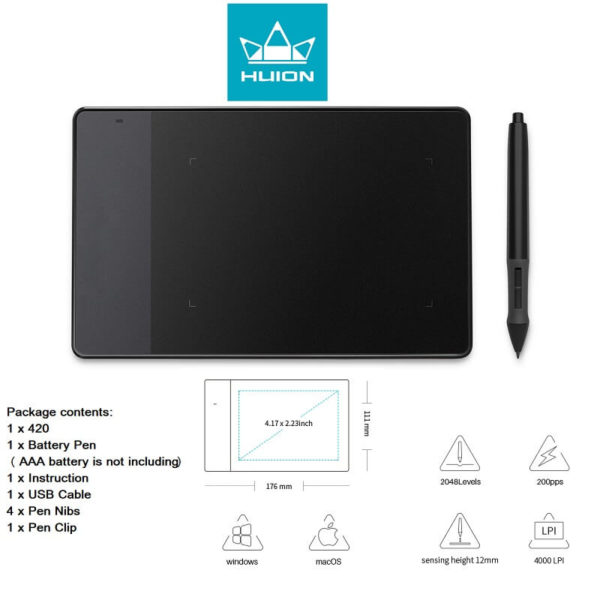 HUION
Package contents:
1 x 420
1 x Battery Pen
( AAA battery is not including)
1 x Instruction
1 x USB Cable
4 x Pen Nibs
1 x Pen Clip
4.17 x 2.23inch
111 mm
176 mm
2048Levels
200pps
windows
macOS
sensing height 12mm
LPI
4000 LPI